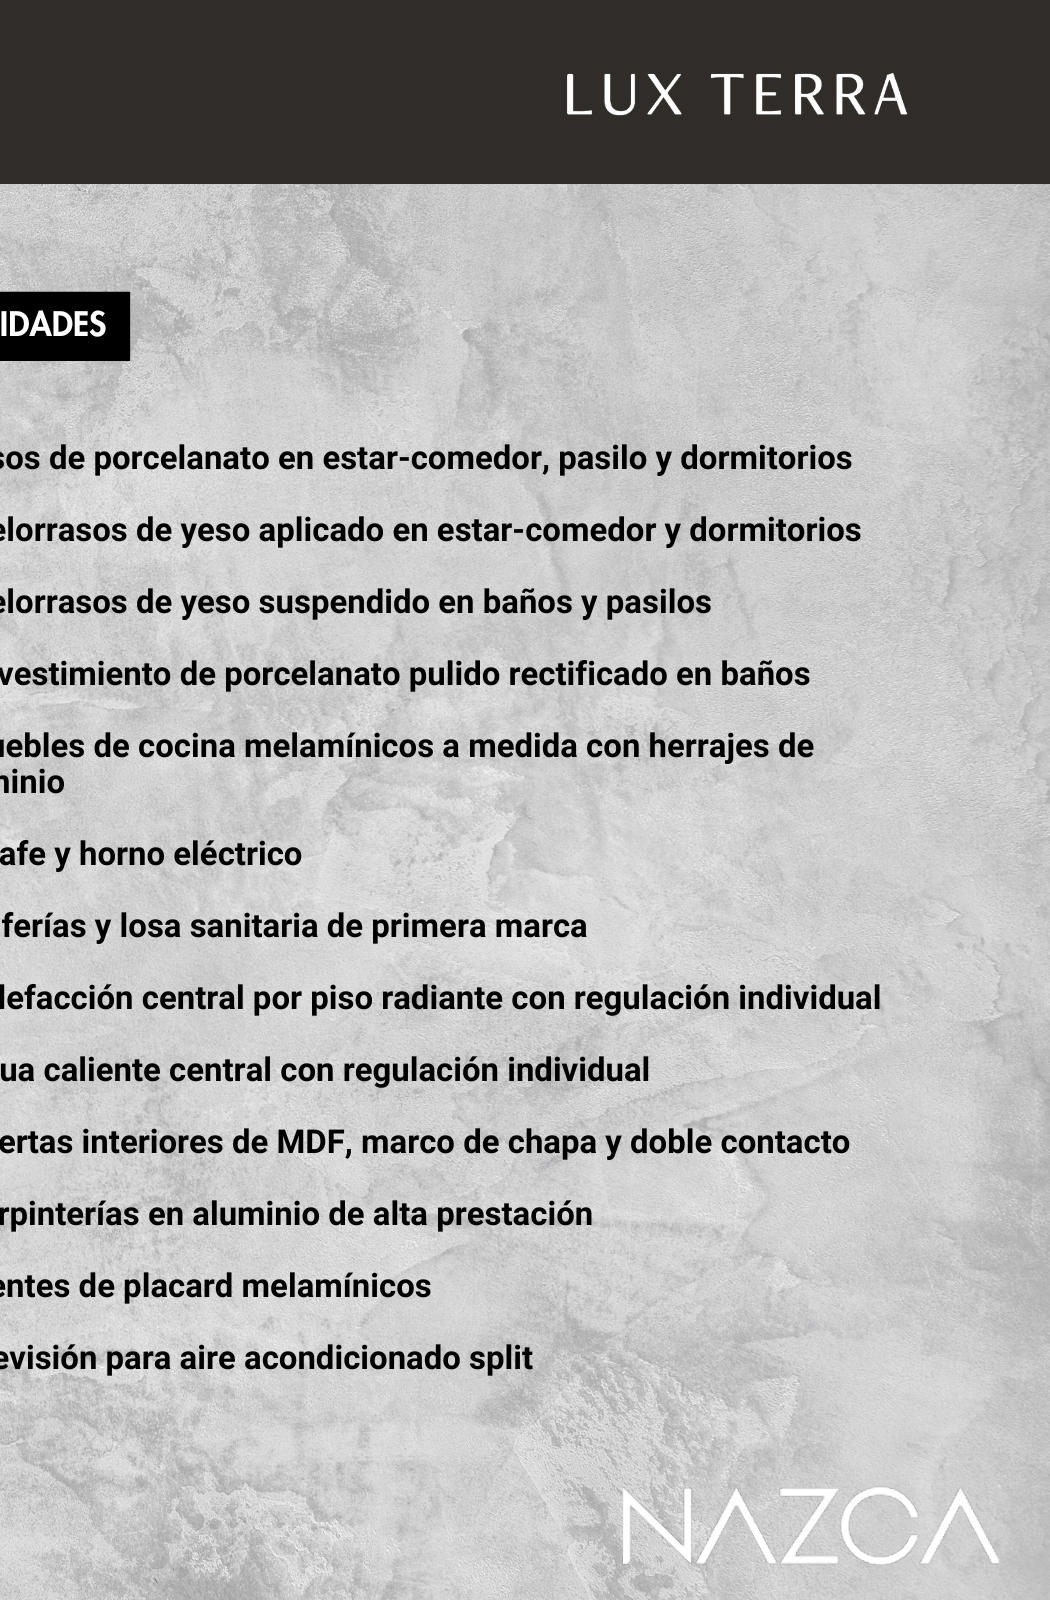 LUX TERRA
IDADES
sos de porcelanato en estar-comedor, pasilo y dormitorios
elorrasos de yeso aplicado en estar-comedor y dormitorios
elorrasos de yeso suspendido en baños y pasilos
vestimiento de porcelanato pulido rectificado en baños
uebles de cocina melamínicos a medida con herrajes de
ninio
afe y horno eléctrico
iferías y losa sanitaria de primera marca
lefacción central por piso radiante con regulación individual
ua caliente central con regulación individual
ertas interiores de MDF, marco de chapa y doble contacto
rpinterías en aluminio de alta prestación
entes de placard melamínicos
evisión para aire acondicionado split
NAZCA